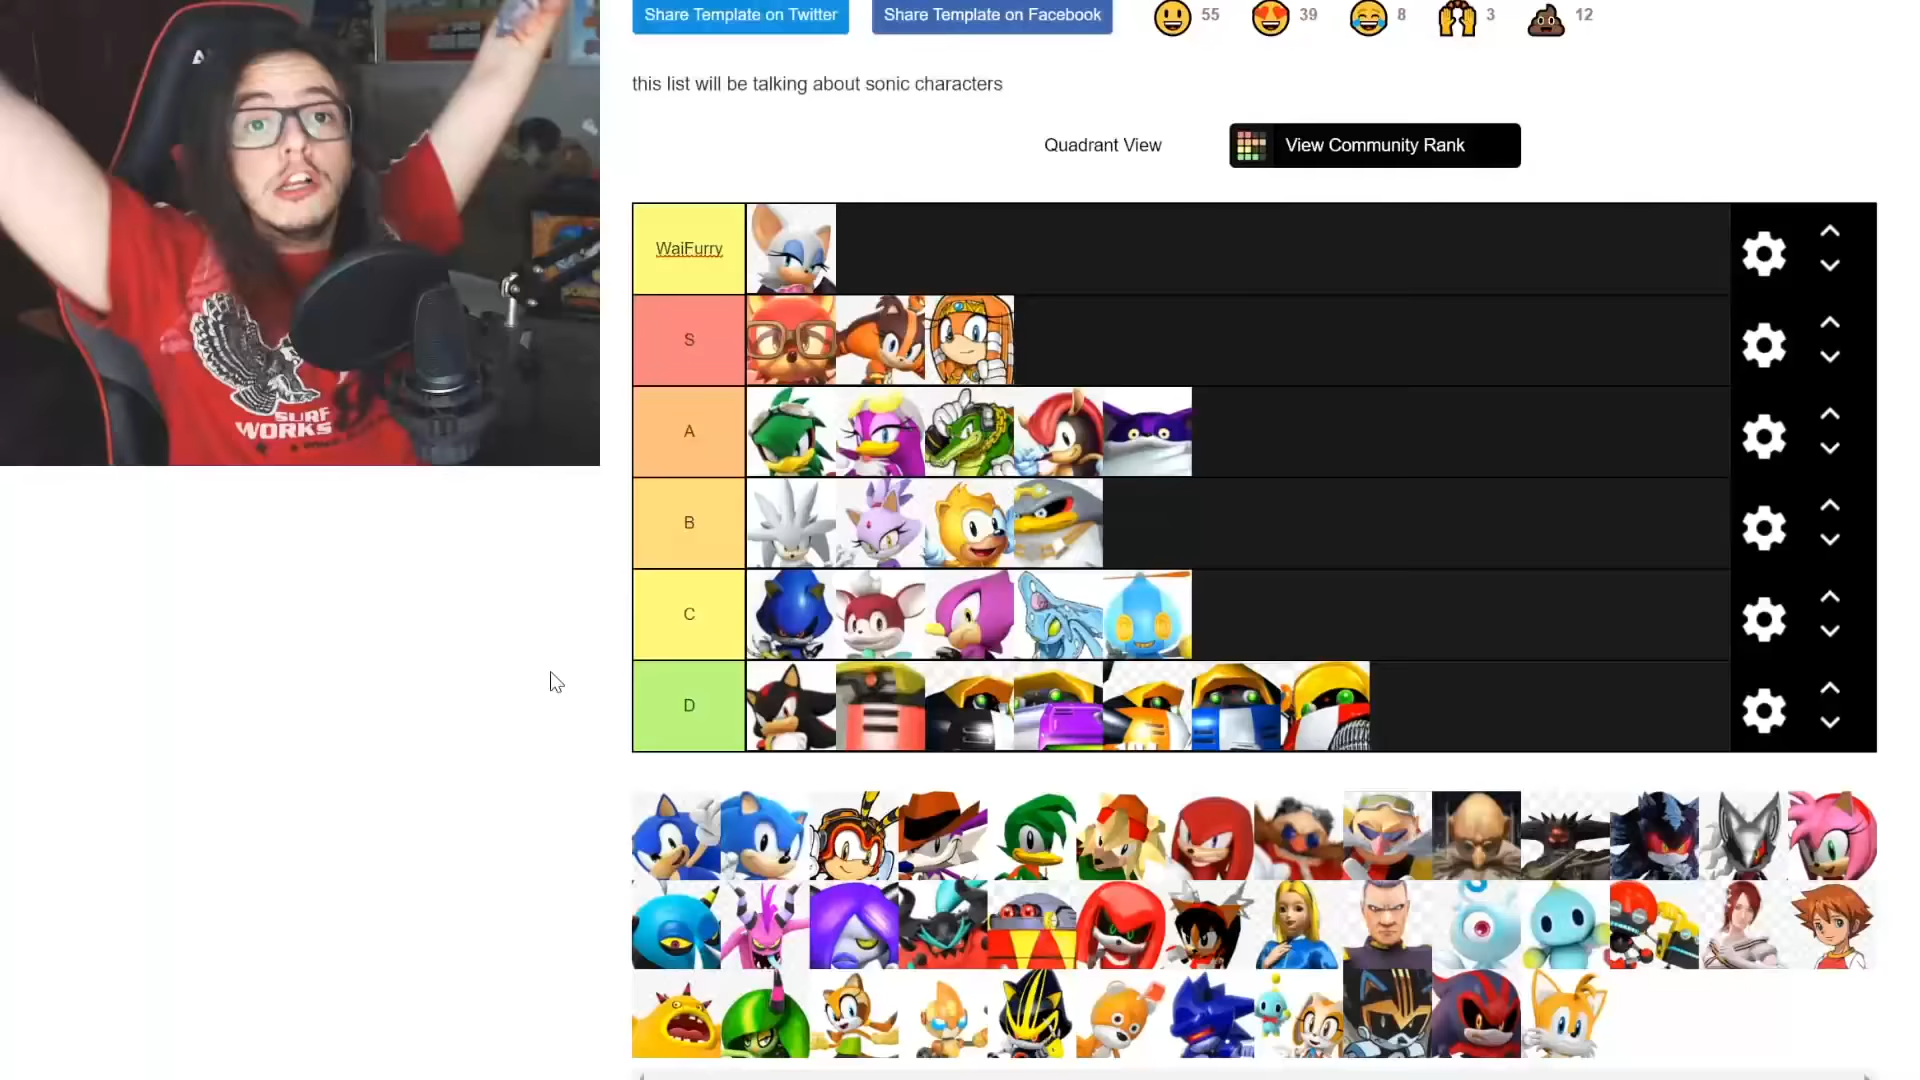 Share Template on Twitter
Share Template on Facebook
55
39
8
3
12
this list will be talking about sonic characters
Quadrant View
View Community Rank
WaiFurry
S
A
B
C
D
SURF
WORKS